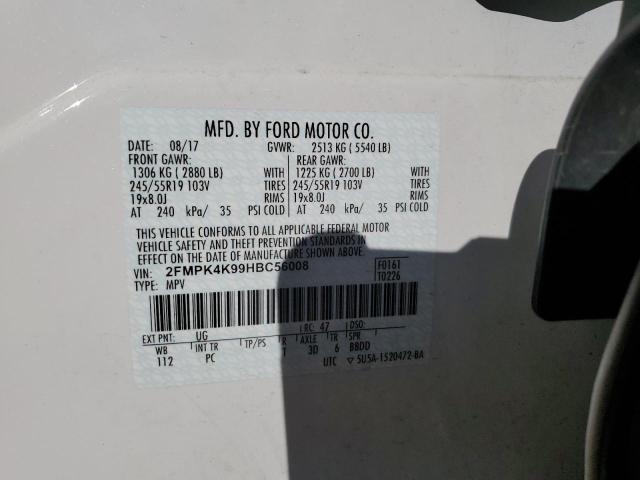 MFD. BY FORD MOTOR CO.
DATE: 08/17 GVWR: 2513 KG ( 5540 LB)
FRONT GAWR: REAR GAWR:
1306 KG ( 2880 LB) WITH 1225 KG ( 2700 LB) WITH
245/55R19 103V TIRES 245/55R19 103V TIRES
19x8.0J RIMS 19x8.0J RIMS
AT 240 kPa/ 35 PSI COLD AT 240 kPa/ 35 PSI COLD
THIS VEHICLE CONFORMS TO ALL APPLICABLE FEDERAL MOTOR
VEHICLE SAFETY AND THEFT PREVENTION STANDARDS IN
EFFECT ON THE DATE OF MANUFACTURE SHOWN ABOVE.
VIN: 2FMPK4K99HBC56008 F0161
TYPE: MPV T0226
EXT PNT: UG RC: 47 DSO:
WB INT TR TP/PS R AXLE TR SPR
112 PC T 3D 6 BBDD
UTC ▽ 5U5A-1520472-BA